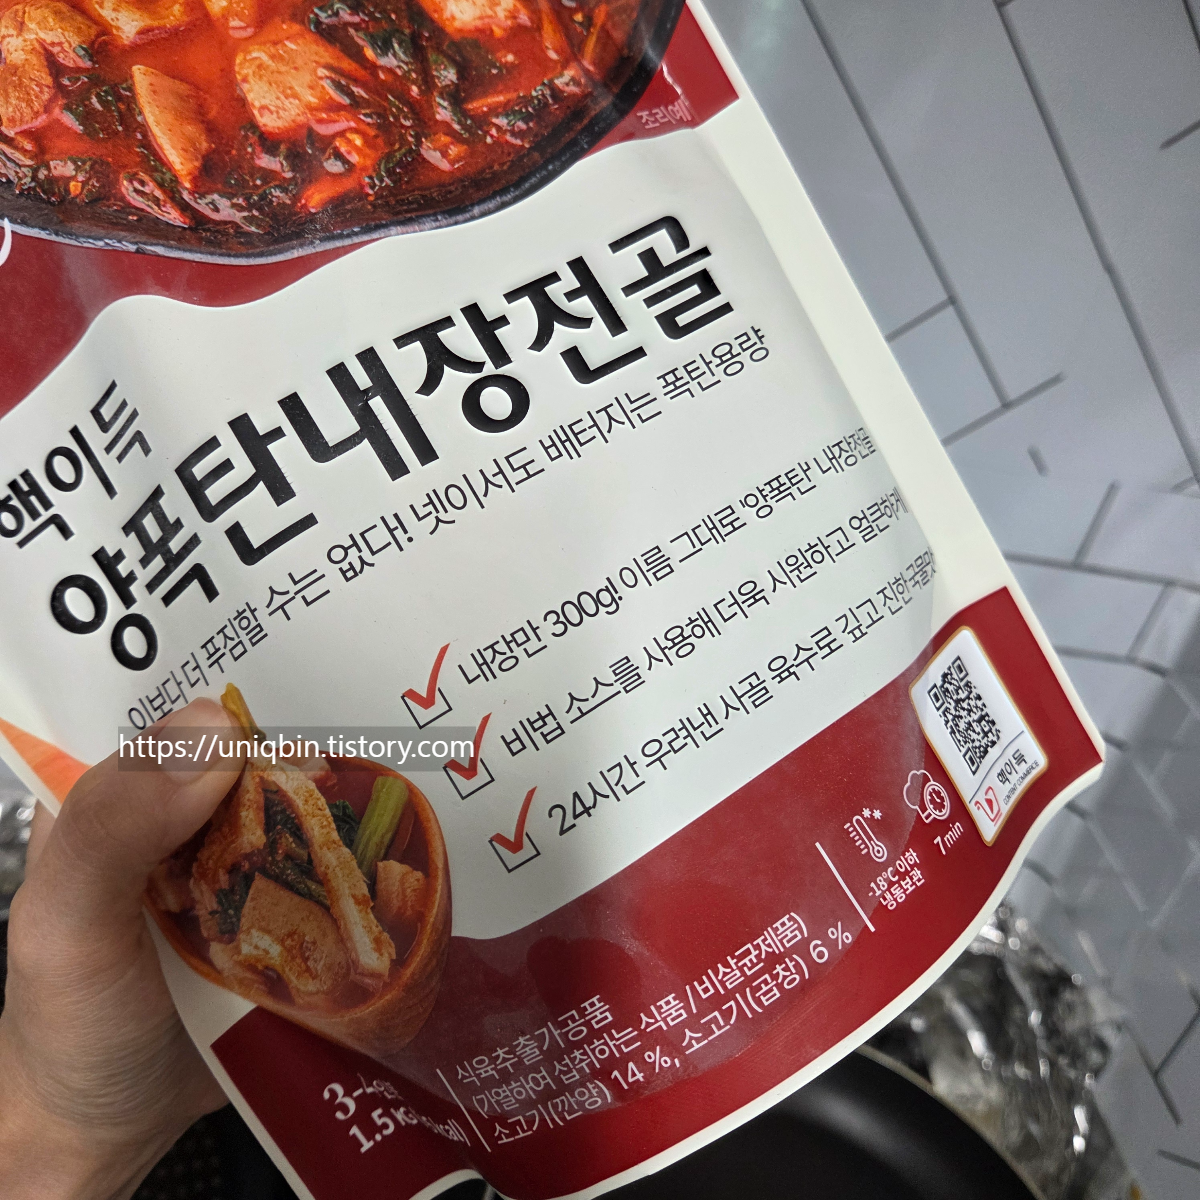 조리예
핵이득
양폭탄내장전골
이보다 더 푸짐할 수는 없다! 넷이서도 배터지는 폭탄용량
내장만 300g! 이름 그대로 '양폭탄' 내장전골
비법 소스를 사용해 더욱 시원하고 얼큰하게
24시간 우려낸 사골 육수로 깊고 진한 국물맛
https://uniqbin.tistory.com
핵이득
CONTENT COMMERCE
7min
-18℃ 이하
냉동보관
3-4인분
1.5 kcal)
식육추출가공품
(가열하여 섭취하는 식품 / 비살균제품)
소고기(깐양) 14 %, 소고기(곱창) 6 %